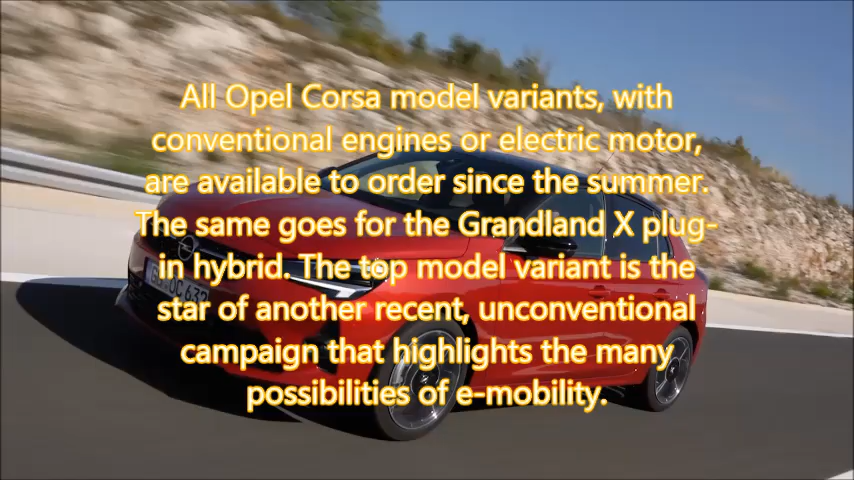 All Opel Corsa model variants, with
conventional engines or electric motor,
are available to order since the summer.
The same goes for the Grandland X plug-
in hybrid. The top model variant is the
star of another recent, unconventional
campaign that highlights the many
possibilities of e-mobility.